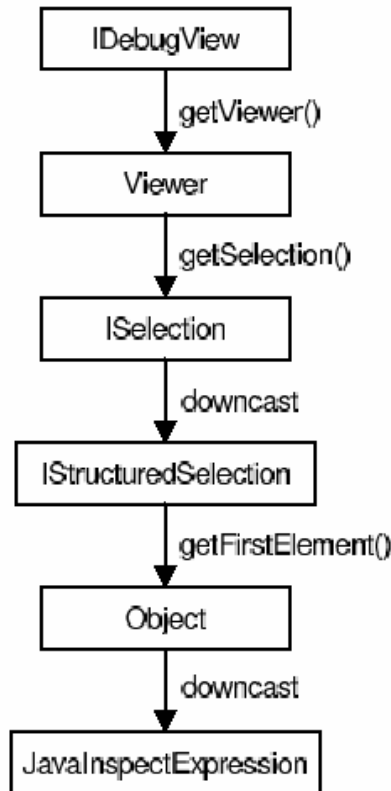 IDebugView
getViewer()
Viewer
getSelection()
ISelection
downcast
IStructuredSelection
getFirstElement()
Object
downcast
JavaInspectExpression